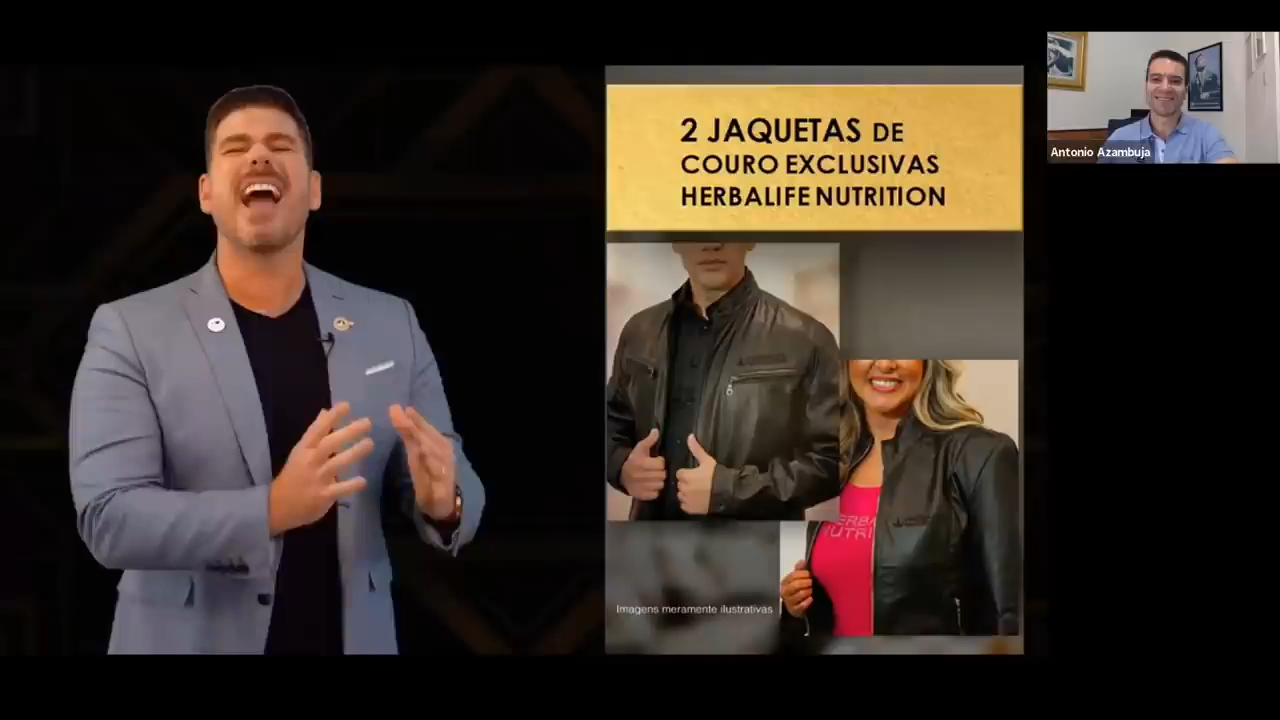 2 JAQUETAS DE
COURO EXCLUSIVAS
HERBALIFE NUTRITION
Antonio Azambuja
Imagens meramente ilustrativas